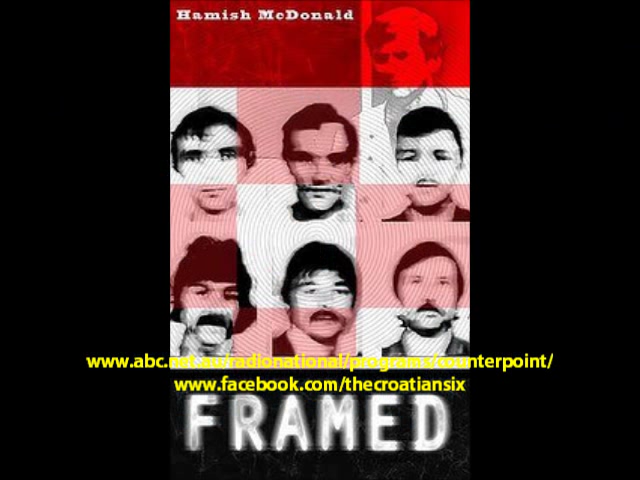 Hamish McDonald
www.abc.net.au/radionational/programs/counterpoint/
www.facebook.com/thecroatiansix
FRAMED